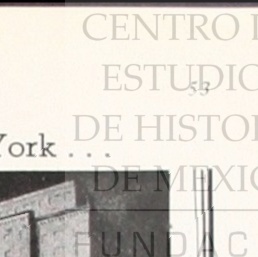 CENTRO D
ESTUDIO
53
DE HISTOR
York . . .
DE MEXIC
FUNDAC